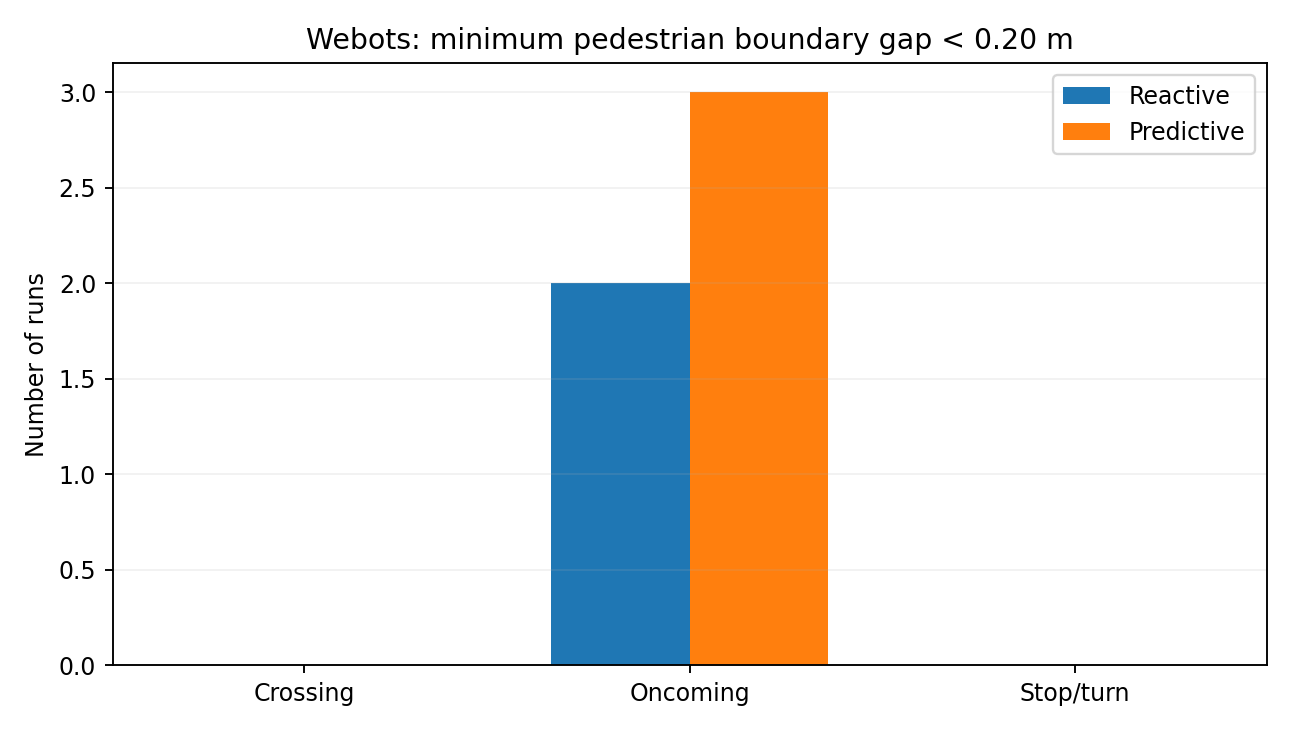 Webots: minimum pedestrian boundary gap < 0.20 m
Reactive
Predictive
Number of runs
3.0
2.5
2.0
1.5
1.0
0.5
0.0
Crossing
Oncoming
Stop/turn